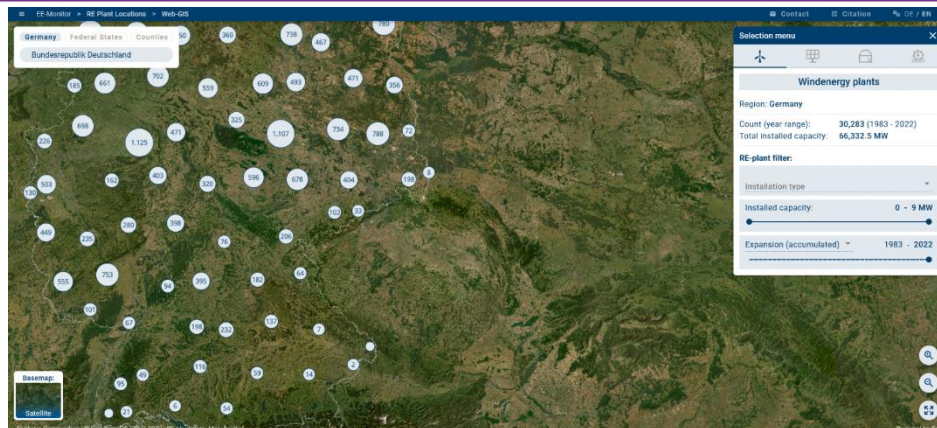 EE-Monitor > RE Plant Locations > Web-GIS
Contact
Citation
DE / EN
Germany Federal States Counties
Bundesrepublik Deutschland
Selection menu
Windenergy plants
Region: Germany
Count (year range): 30,283 (1983 - 2022)
Total installed capacity: 66,332.5 MW
RE-plant filter:
Installation type
Installed capacity: 0 - 9 MW
Expansion (accumulated) 1983 - 2022
780
50 360 738 467
185 661 702 559 609 493 471 356
226 698 1.125 471 325 1,107 734 788 72
130 503 162 403 320 596 678 404 198 8
449 235 280 398 76 206 103 33
555 753 94 395 182 64
101 67 198 232 137 7
95 49 116 59 14 2
21 6 54
Basemap:
Satellite